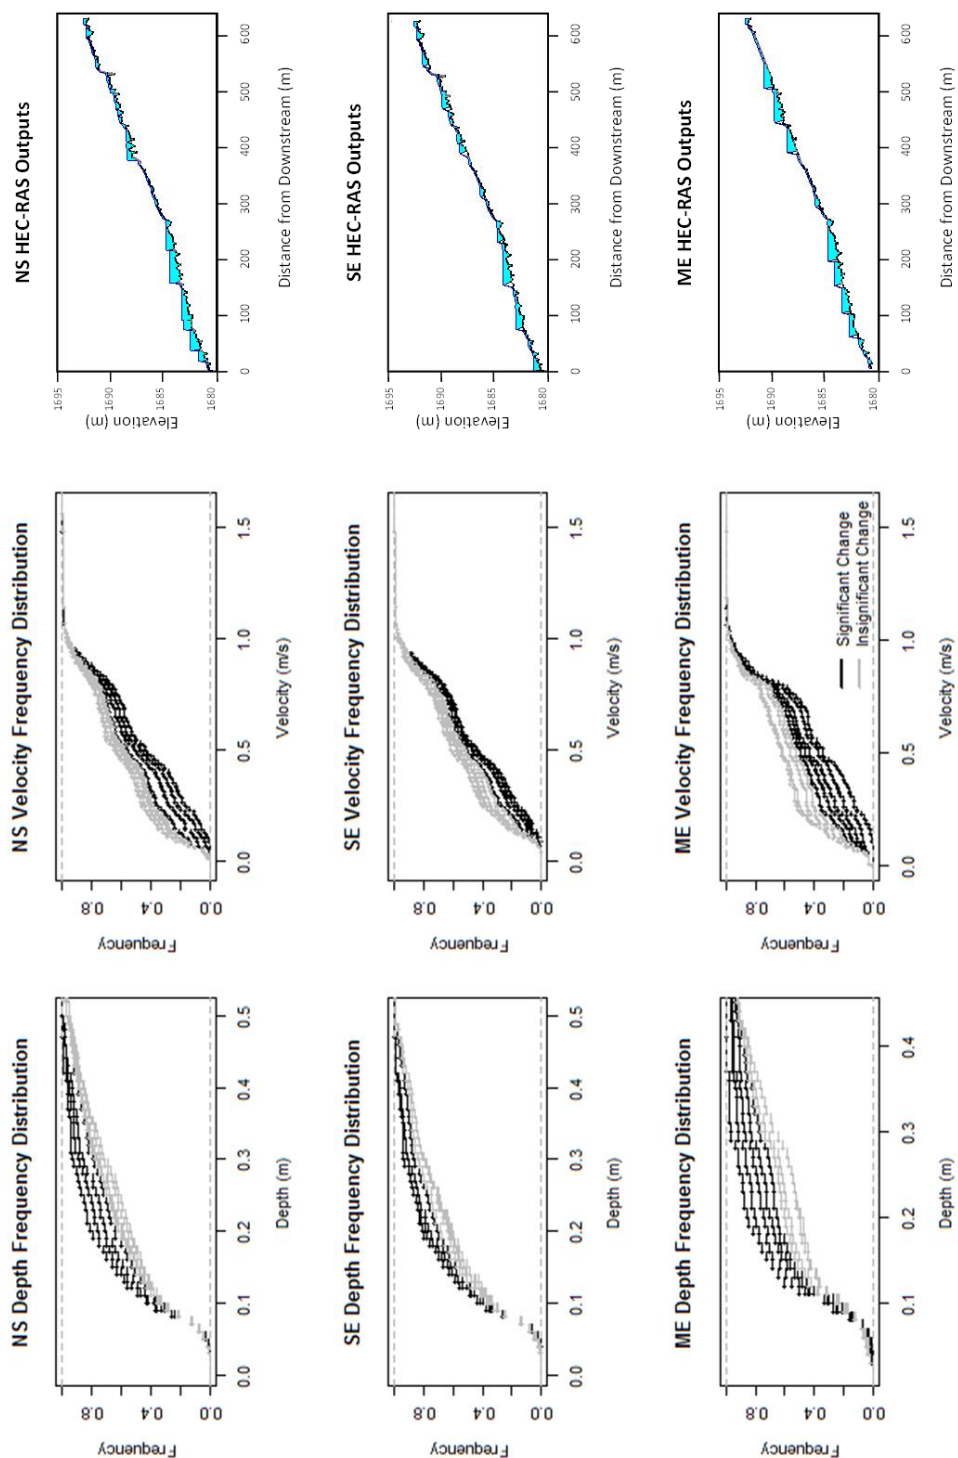 NS Depth Frequency Distribution
Frequency
0.8
0.4
0.0
0.0 0.1 0.2 0.3 0.4 0.5
Depth (m)
NS Velocity Frequency Distribution
Frequency
0.8
0.4
0.0
0.0 0.5 1.0 1.5
Velocity (m/s)
NS HEC-RAS Outputs
Elevation (m)
1695
1690
1685
1680
0 100 200 300 400 500 600
Distance from Downstream (m)
SE Depth Frequency Distribution
Frequency
0.8
0.4
0.0
0.0 0.1 0.2 0.3 0.4 0.5
Depth (m)
SE Velocity Frequency Distribution
Frequency
0.8
0.4
0.0
0.0 0.5 1.0 1.5
Velocity (m/s)
SE HEC-RAS Outputs
Elevation (m)
1695
1690
1685
1680
0 100 200 300 400 500 600
Distance from Downstream (m)
ME Depth Frequency Distribution
Frequency
0.8
0.4
0.0
0.1 0.2 0.3 0.4
Depth (m)
ME Velocity Frequency Distribution
Frequency
0.8
0.4
0.0
Significant Change
Insignificant Change
0.0 0.5 1.0 1.5
Velocity (m/s)
ME HEC-RAS Outputs
Elevation (m)
1695
1690
1685
1680
0 100 200 300 400 500 600
Distance from Downstream (m)